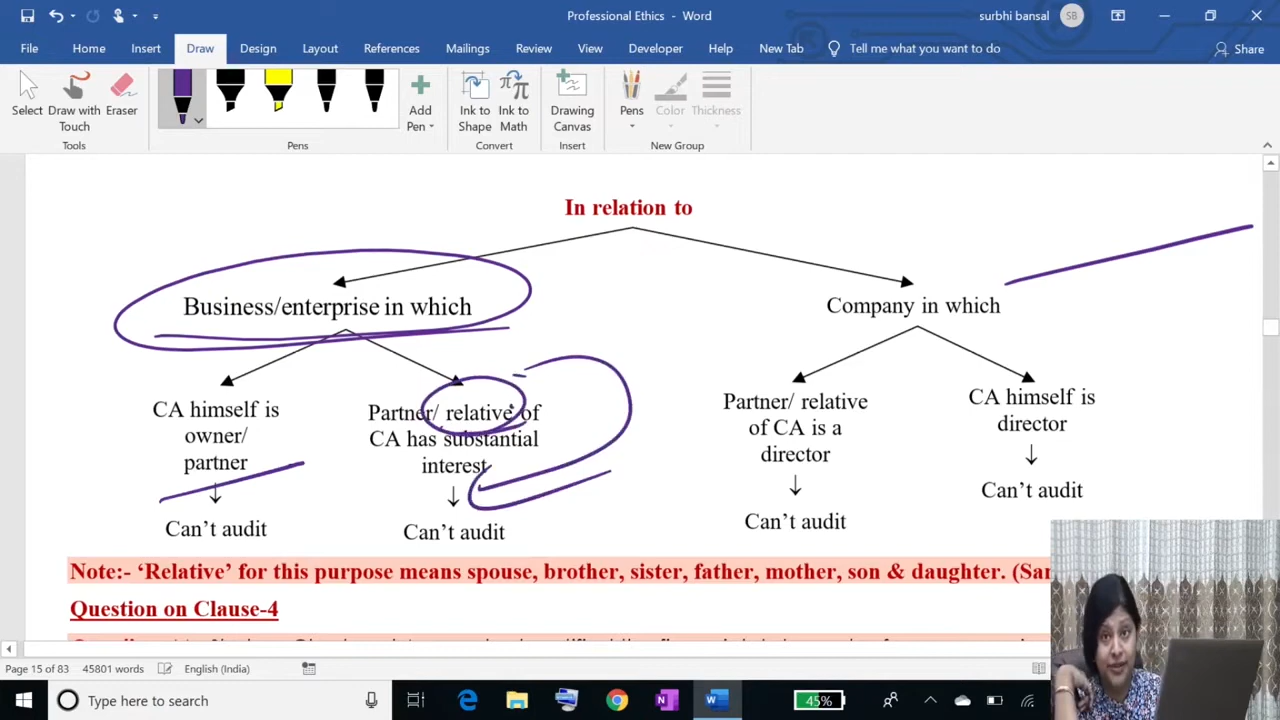 Professional Ethics - Word
surbhi bansal
SB
File Home Insert Draw Design Layout References Mailings Review View Developer Help New Tab Tell me what you want to do Share
Select Draw with Touch Eraser
Add Pen
Ink to Shape Ink to Math
Drawing Canvas
Pens Color Thickness
Tools Pens Convert Insert New Group
In relation to
Business/enterprise in which
Company in which
CA himself is
owner/
partner
Can't audit
Partner/ relative of
CA has substantial
interest
Can't audit
Partner/ relative
of CA is a
director
Can't audit
CA himself is
director
Can't audit
Note:- ‘Relative’ for this purpose means spouse, brother, sister, father, mother, son & daughter.
Question on Clause-4
Page 15 of 83 45801 words English (India)
Type here to search
45%